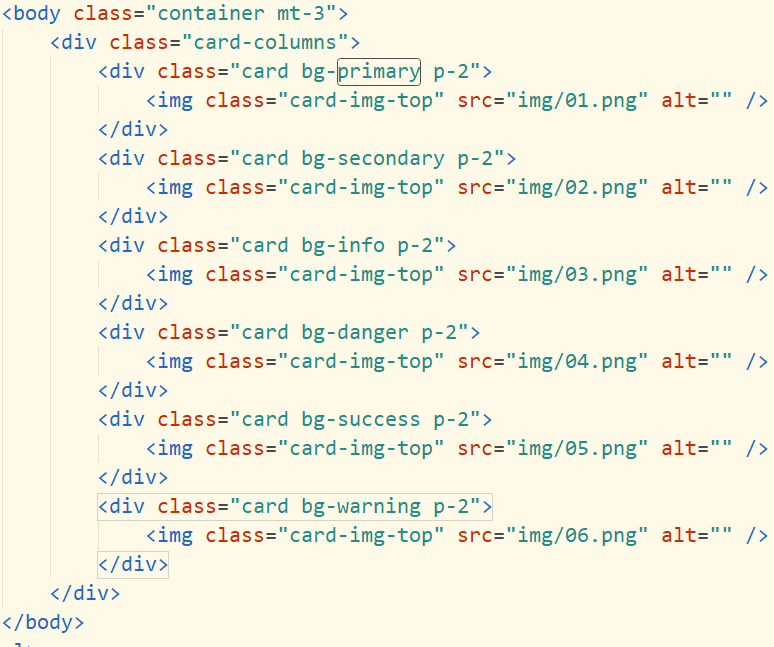 <body class="container mt-3">
<div class="card-columns">
<div class="card bg-primary p-2">
<img class="card-img-top" src="img/01.png" alt="" />
</div>
<div class="card bg-secondary p-2">
<img class="card-img-top" src="img/02.png" alt="" />
</div>
<div class="card bg-info p-2">
<img class="card-img-top" src="img/03.png" alt="" />
</div>
<div class="card bg-danger p-2">
<img class="card-img-top" src="img/04.png" alt="" />
</div>
<div class="card bg-success p-2">
<img class="card-img-top" src="img/05.png" alt="" />
</div>
<div class="card bg-warning p-2">
<img class="card-img-top" src="img/06.png" alt="" />
</div>
</div>
</body>